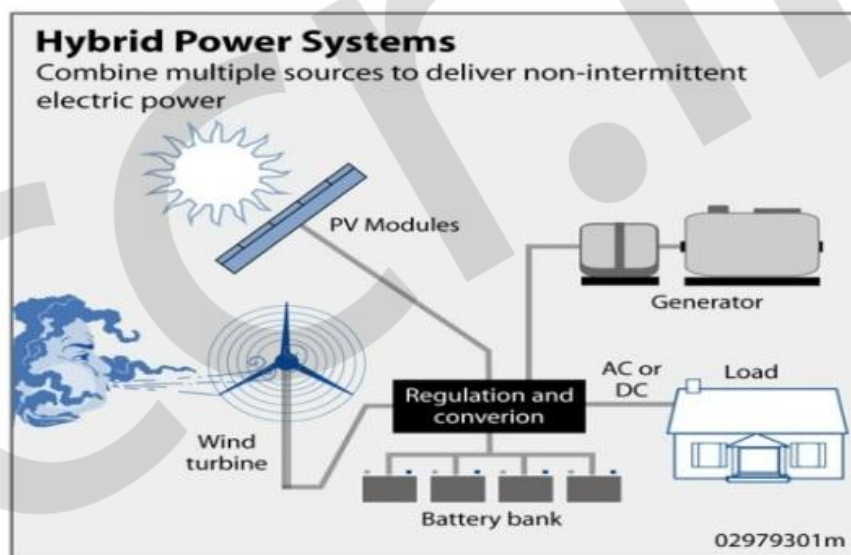 Hybrid Power Systems
Combine multiple sources to deliver non-intermittent
electric power
PV Modules
Generator
AC or
DC
Load
Regulation and
converion
Wind
turbine
Battery bank
02979301m